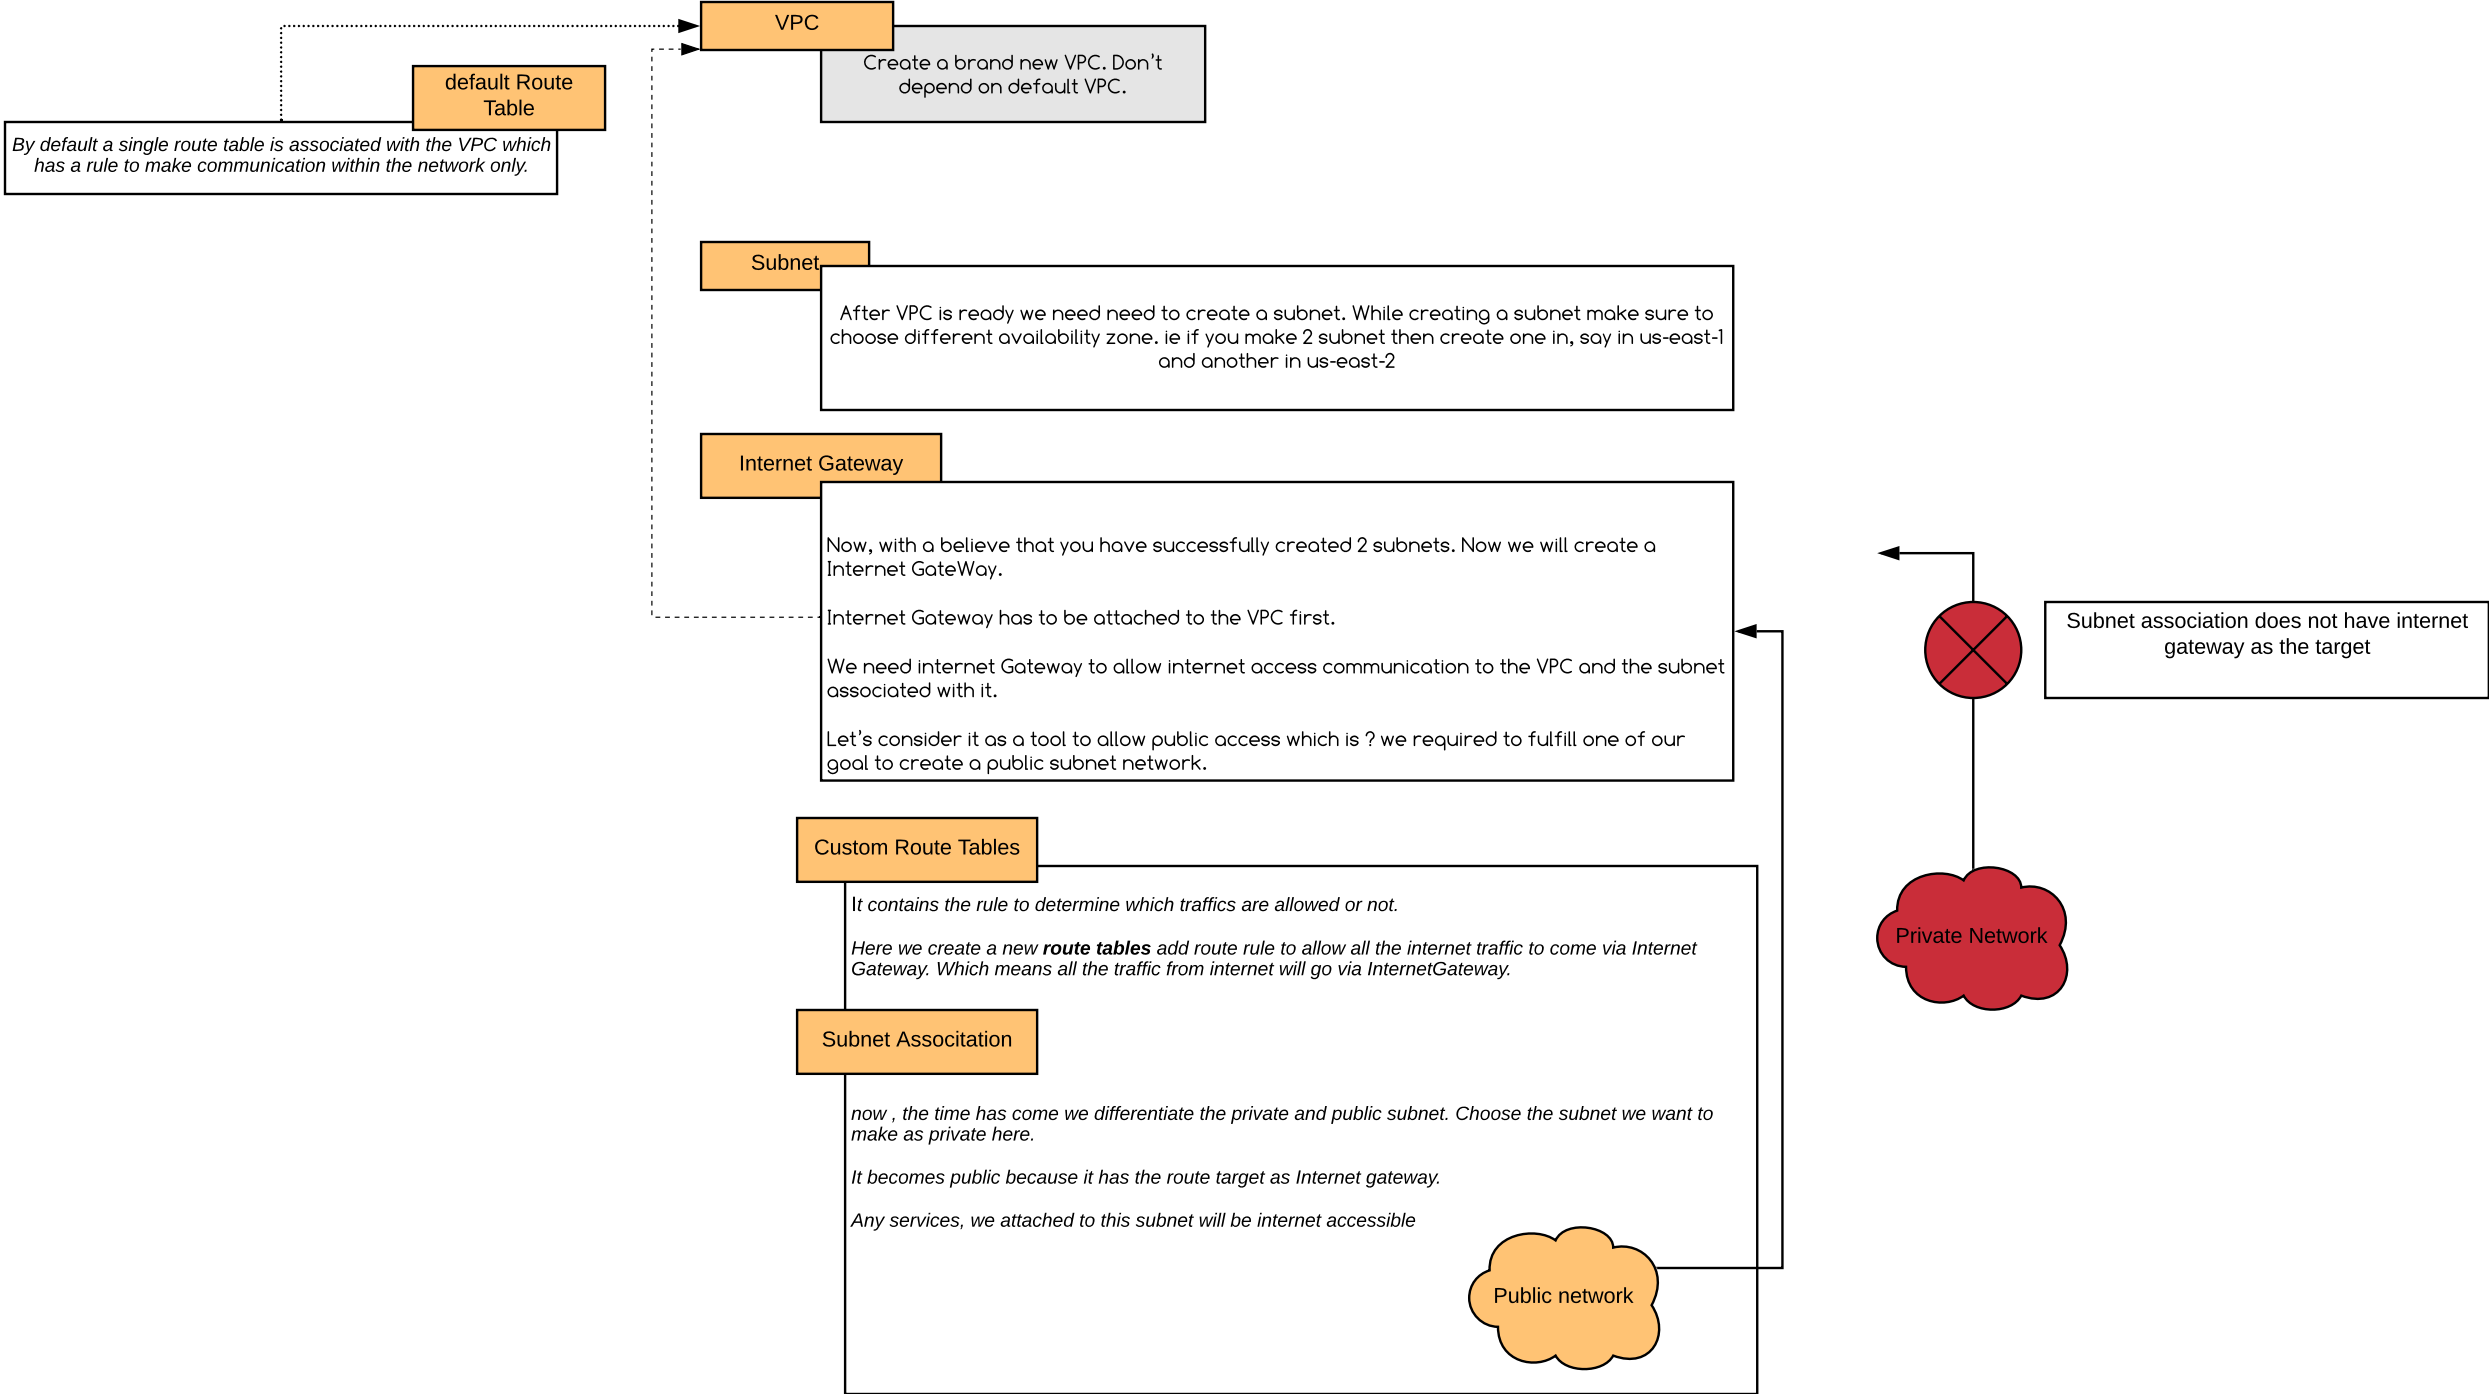 VPC
Create a brand new VPC. Don't
depend on default VPC.
default Route
Table
By default a single route table is associated with the VPC which
has a rule to make communication within the network only.
Subnet
After VPC is ready we need need to create a subnet. While creating a subnet make sure to
choose different availability zone. ie if you make 2 subnet then create one in, say in us-east-1
and another in us-east-2
Internet Gateway
Now, with a believe that you have successfully created 2 subnets. Now we will create a
Internet GateWay.
Internet Gateway has to be attached to the VPC first.
We need internet Gateway to allow internet access communication to the VPC and the subnet
associated with it.
Let's consider it as a tool to allow public access which is ? we required to fulfill one of our
goal to create a public subnet network.
Subnet association does not have internet
gateway as the target
Custom Route Tables
It contains the rule to determine which traffics are allowed or not.
Here we create a new route tables add route rule to allow all the internet traffic to come via Internet
Gateway. Which means all the traffic from internet will go via InternetGateway.
Private Network
Subnet Associtation
now , the time has come we differentiate the private and public subnet. Choose the subnet we want to
make as private here.
It becomes public because it has the route target as Internet gateway.
Any services, we attached to this subnet will be internet accessible
Public network